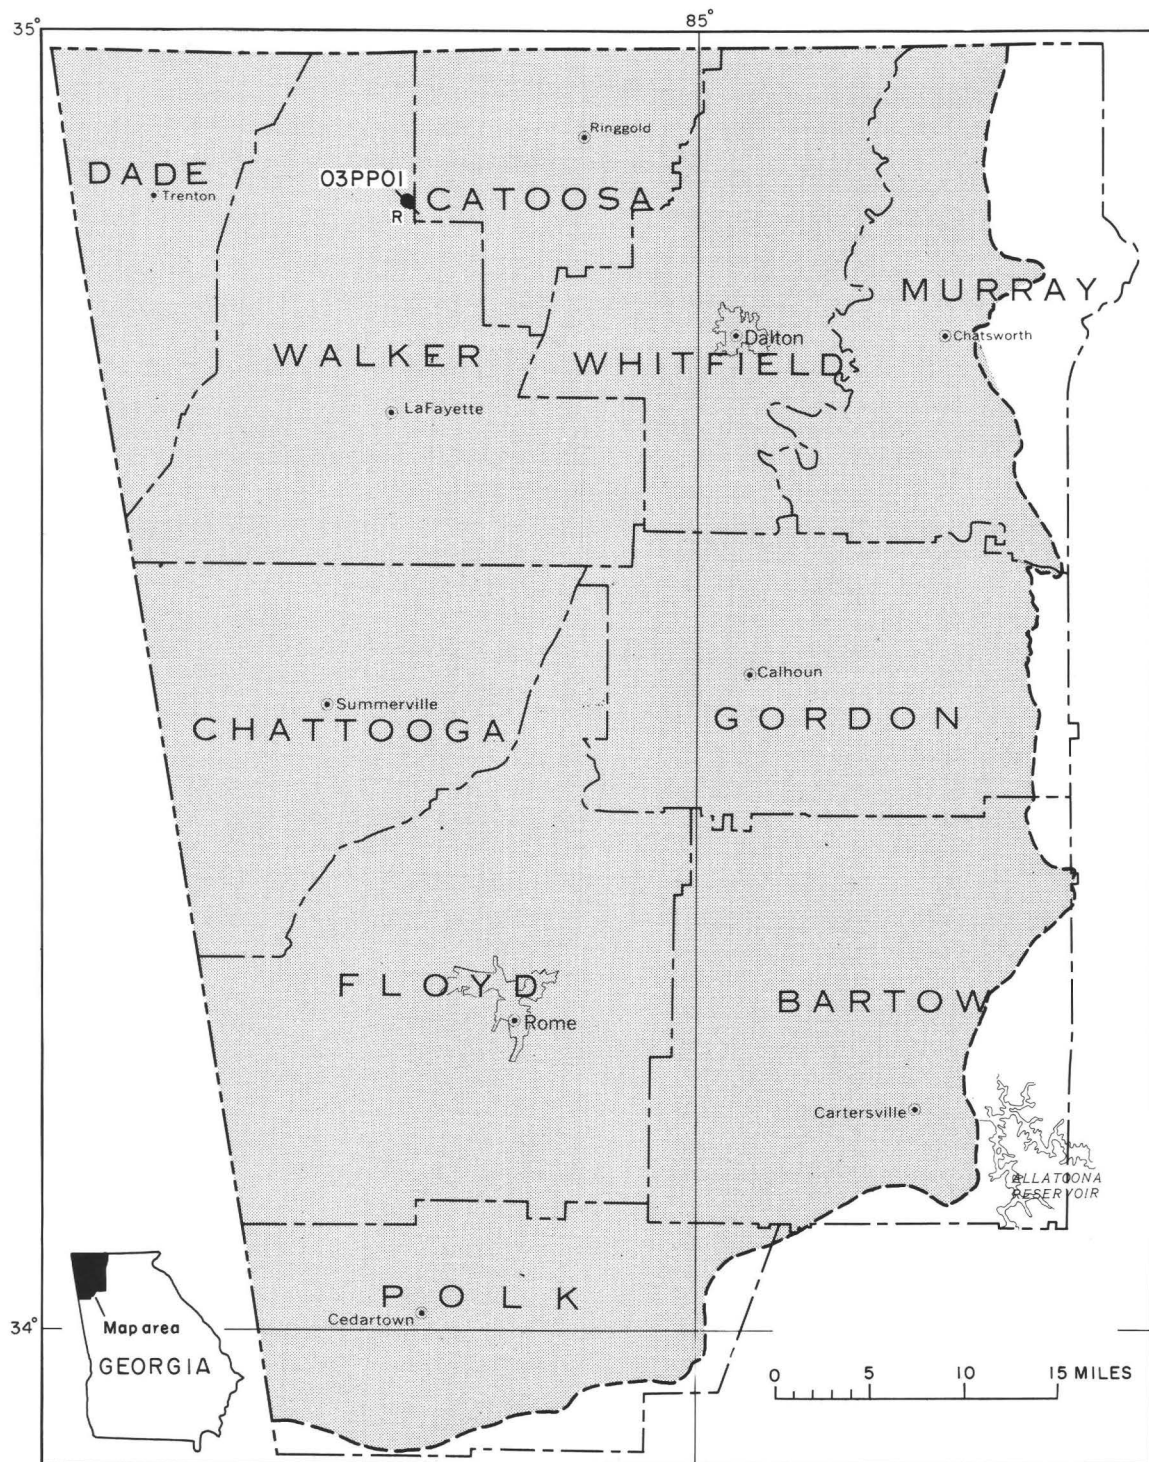 35°
85°
Ringgold
DADE
Trenton
03PP01
CATOOSA
R
MURRAY
Dalton
Chatsworth
WALKER
WHITFIELD
LaFayette
Calhoun
Summerville
CHATTOOGA
GORDON
FLOYD
BARTOW
Rome
Cartersville
ALLATOONA
RESERVOIR
POLK
Cedartown
34°
Map area
GEORGIA
0 5 10 15 MILES